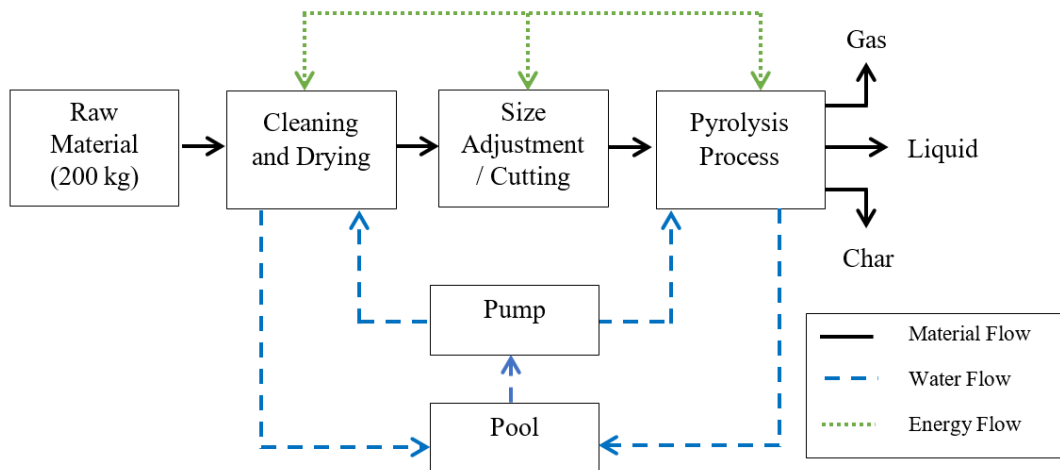 Raw
Material
(200 kg)
Cleaning
and Drying
Size
Adjustment
/ Cutting
Pyrolysis
Process
Gas
Liquid
Char
Pump
Pool
Material Flow
Water Flow
Energy Flow